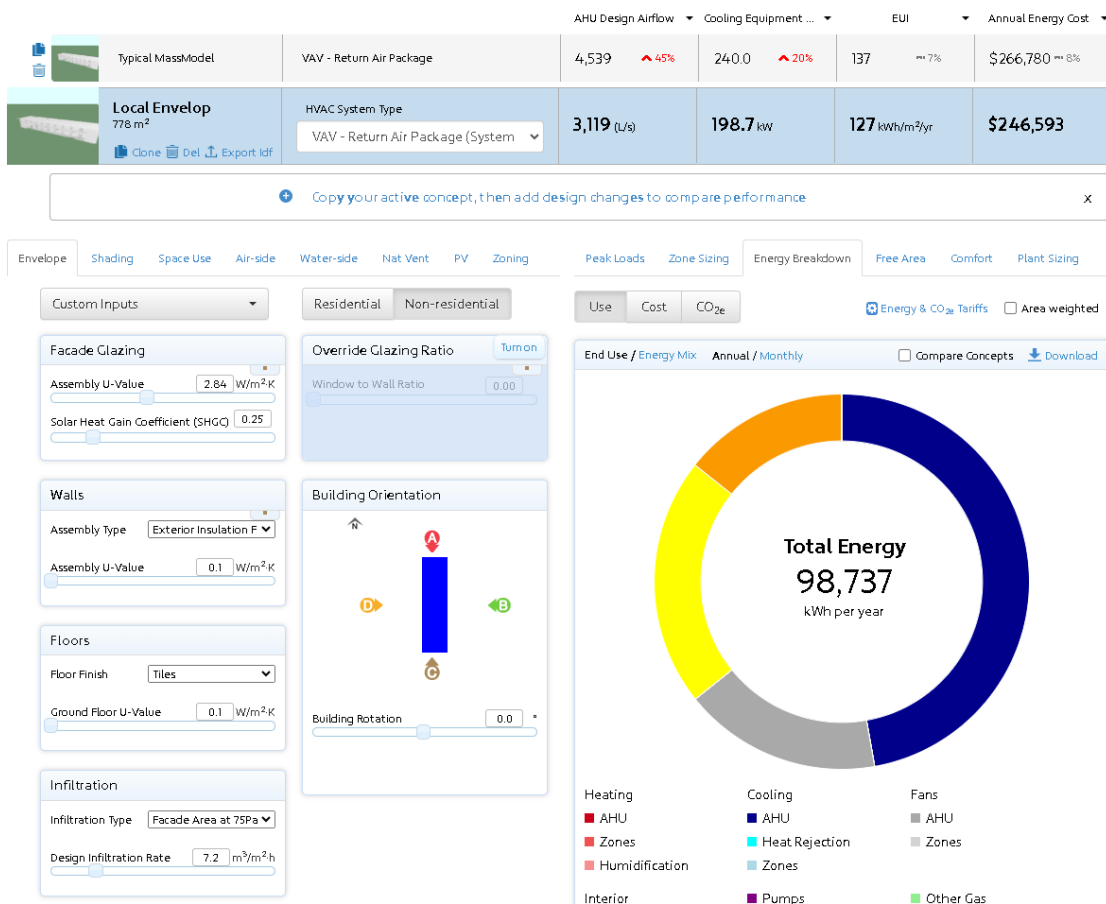 AHU Design Airflow Cooling Equipment ... EUI Annual Energy Cost
Typical MassModel VAV - Return Air Package 4,539 45% 240.0 20% 137 7% $266,780 8%
Local Envelop
778 m²
Clone Del Export Idf
HVAC System Type
VAV - Return Air Package (System
3,119 (L/s) 198.7 kW 127 kWh/m²/yr $246,593
Copy your active concept, then add design changes to compare performance x
Envelope Shading Space Use Air-side Water-side Nat Vent PV Zoning
Peak Loads Zone Sizing Energy Breakdown Free Area Comfort Plant Sizing
Custom Inputs
Residential Non-residential
Use Cost CO₂e
Energy & CO₂e Tariffs Area weighted
Facade Glazing
Assembly U-Value 2.84 W/m²·K
Solar Heat Gain Coefficient (SHGC) 0.25
Override Glazing Ratio Turn on
Window to Wall Ratio 0.00
Walls
Assembly Type Exterior Insulation F
Assembly U-Value 0.1 W/m²·K
Building Orientation
N
A
D
B
C
Building Rotation 0.0 °
Floors
Floor Finish Tiles
Ground Floor U-Value 0.1 W/m²·K
Infiltration
Infiltration Type Facade Area at 75Pa
Design Infiltration Rate 7.2 m³/m²·h
End Use / Energy Mix Annual / Monthly Compare Concepts Download
Total Energy
98,737
kWh per year
Heating Cooling Fans
AHU AHU AHU
Zones Heat Rejection Zones
Humidification Zones
Interior Pumps Other Gas